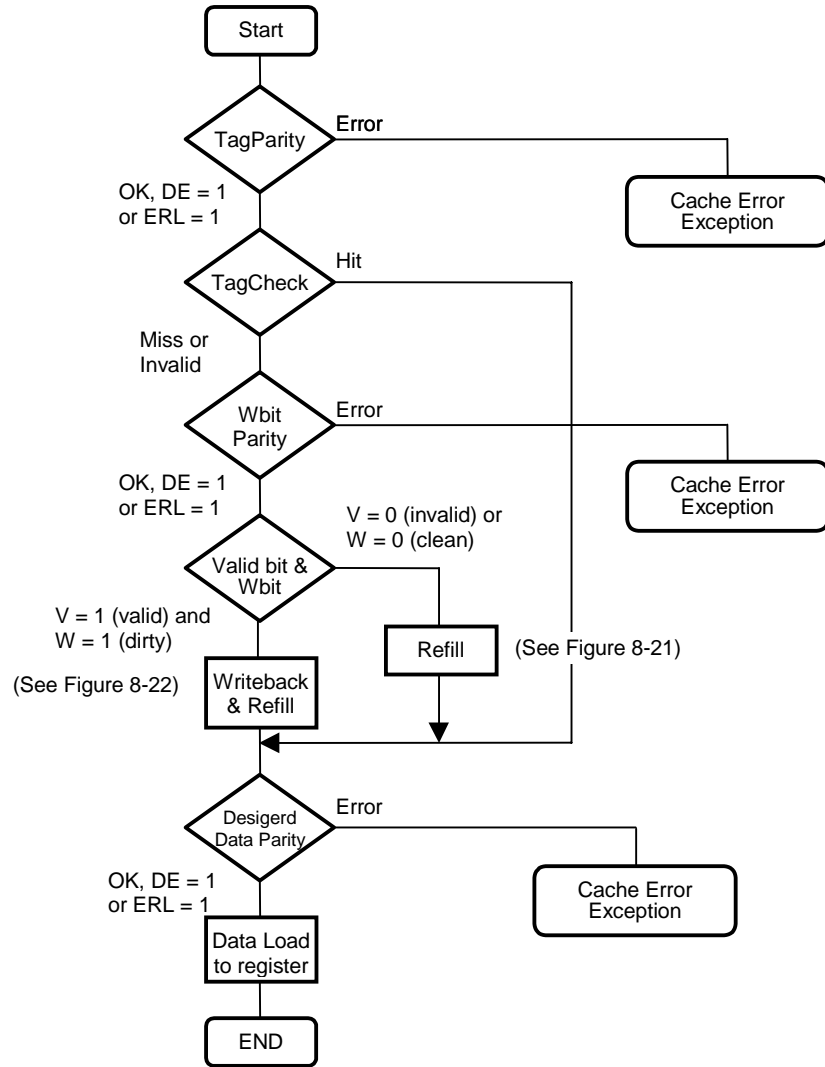 Start
TagParity
Error
OK, DE = 1
or ERL = 1
Cache Error
Exception
TagCheck
Hit
Miss or
Invalid
Wbit
Parity
Error
OK, DE = 1
or ERL = 1
Cache Error
Exception
V = 0 (invalid) or
W = 0 (clean)
Valid bit &
Wbit
V = 1 (valid) and
W = 1 (dirty)
Refill
(See Figure 8-21)
(See Figure 8-22)
Writeback
& Refill
Desigerd
Data Parity
Error
OK, DE = 1
or ERL = 1
Cache Error
Exception
Data Load
to register
END